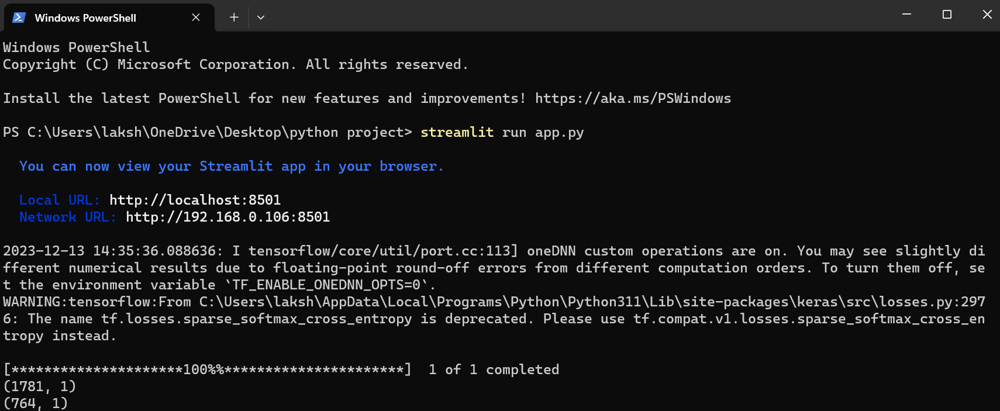 Windows PowerShell
Windows PowerShell
Copyright (C) Microsoft Corporation. All rights reserved.
Install the latest PowerShell for new features and improvements! https://aka.ms/PSWindows
PS C:\Users\laksh\OneDrive\Desktop\python project> streamlit run app.py
You can now view your Streamlit app in your browser.
Local URL: http://localhost:8501
Network URL: http://192.168.0.106:8501
2023-12-13 14:35:36.088636: I tensorflow/core/util/port.cc:113] oneDNN custom operations are on. You may see slightly di
fferent numerical results due to floating-point round-off errors from different computation orders. To turn them off, se
t the environment variable `TF_ENABLE_ONEDNN_OPTS=0`.
WARNING:tensorflow:From C:\Users\laksh\AppData\Local\Programs\Python\Python311\Lib\site-packages\keras\src\losses.py:297
6: The name tf.losses.sparse_softmax_cross_entropy is deprecated. Please use tf.compat.v1.losses.sparse_softmax_cross_en
tropy instead.
[*********************100%%**********************]  1 of 1 completed
(1781, 1)
(764, 1)